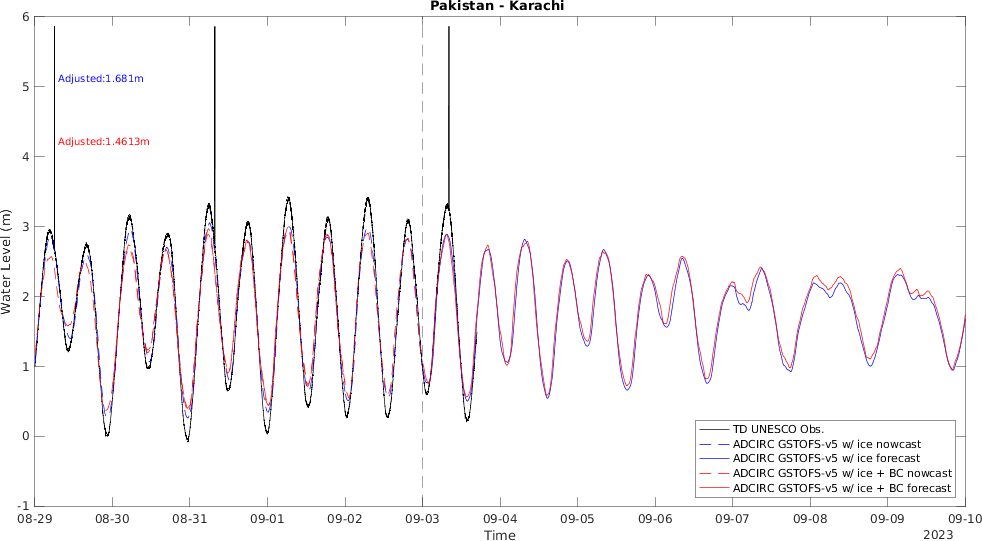 Pakistan - Karachi
6
5
4
3
2
1
0
-1
Water Level (m)
Adjusted:1.681m
Adjusted:1.4613m
TD UNESCO Obs.
ADCIRC GSTOFS-v5 w/ ice nowcast
ADCIRC GSTOFS-v5 w/ ice forecast
ADCIRC GSTOFS-v5 w/ ice + BC nowcast
ADCIRC GSTOFS-v5 w/ ice + BC forecast
08-29 08-30 08-31 09-01 09-02 09-03 09-04 09-05 09-06 09-07 09-08 09-09 09-10
Time
2023